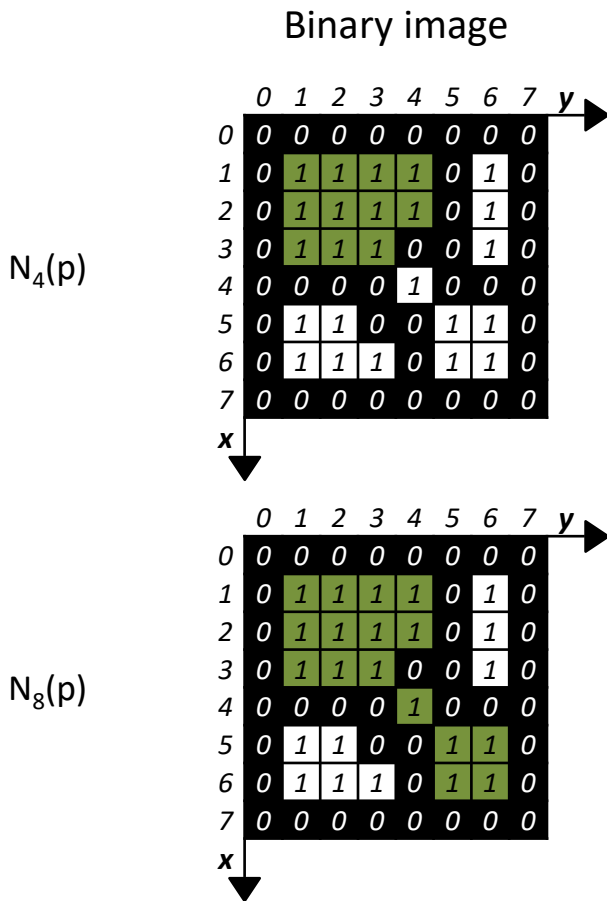 Binary image
0 1 2 3 4 5 6 7 y
0 0 0 0 0 0 0 0 0
1 0 1 1 1 1 0 1 0
2 0 1 1 1 1 0 1 0
3 0 1 1 1 0 0 1 0
N₄(p)
4 0 0 0 0 1 0 0 0
5 0 1 1 0 0 1 1 0
6 0 1 1 1 0 1 1 0
7 0 0 0 0 0 0 0 0
x
0 1 2 3 4 5 6 7 y
0 0 0 0 0 0 0 0 0
1 0 1 1 1 1 0 1 0
2 0 1 1 1 1 0 1 0
3 0 1 1 1 0 0 1 0
N₈(p)
4 0 0 0 0 1 0 0 0
5 0 1 1 0 0 1 1 0
6 0 1 1 1 0 1 1 0
7 0 0 0 0 0 0 0 0
x